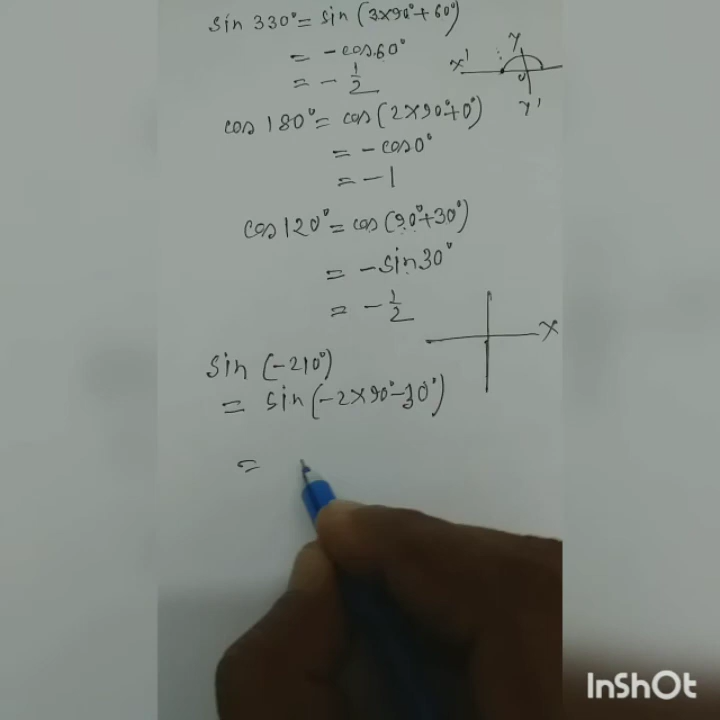 sin 330° = sin (3×90°+60°)
= -cos60°
= - 1/2
y
x'
o
y'
cos 180° = cos (2×90°+0°)
= -cos0°
= -1
cos 120° = cos (90°+30°)
= -sin30°
= - 1/2
x
sin (-210°)
= sin (-2×90°-30°)
=
InShOt